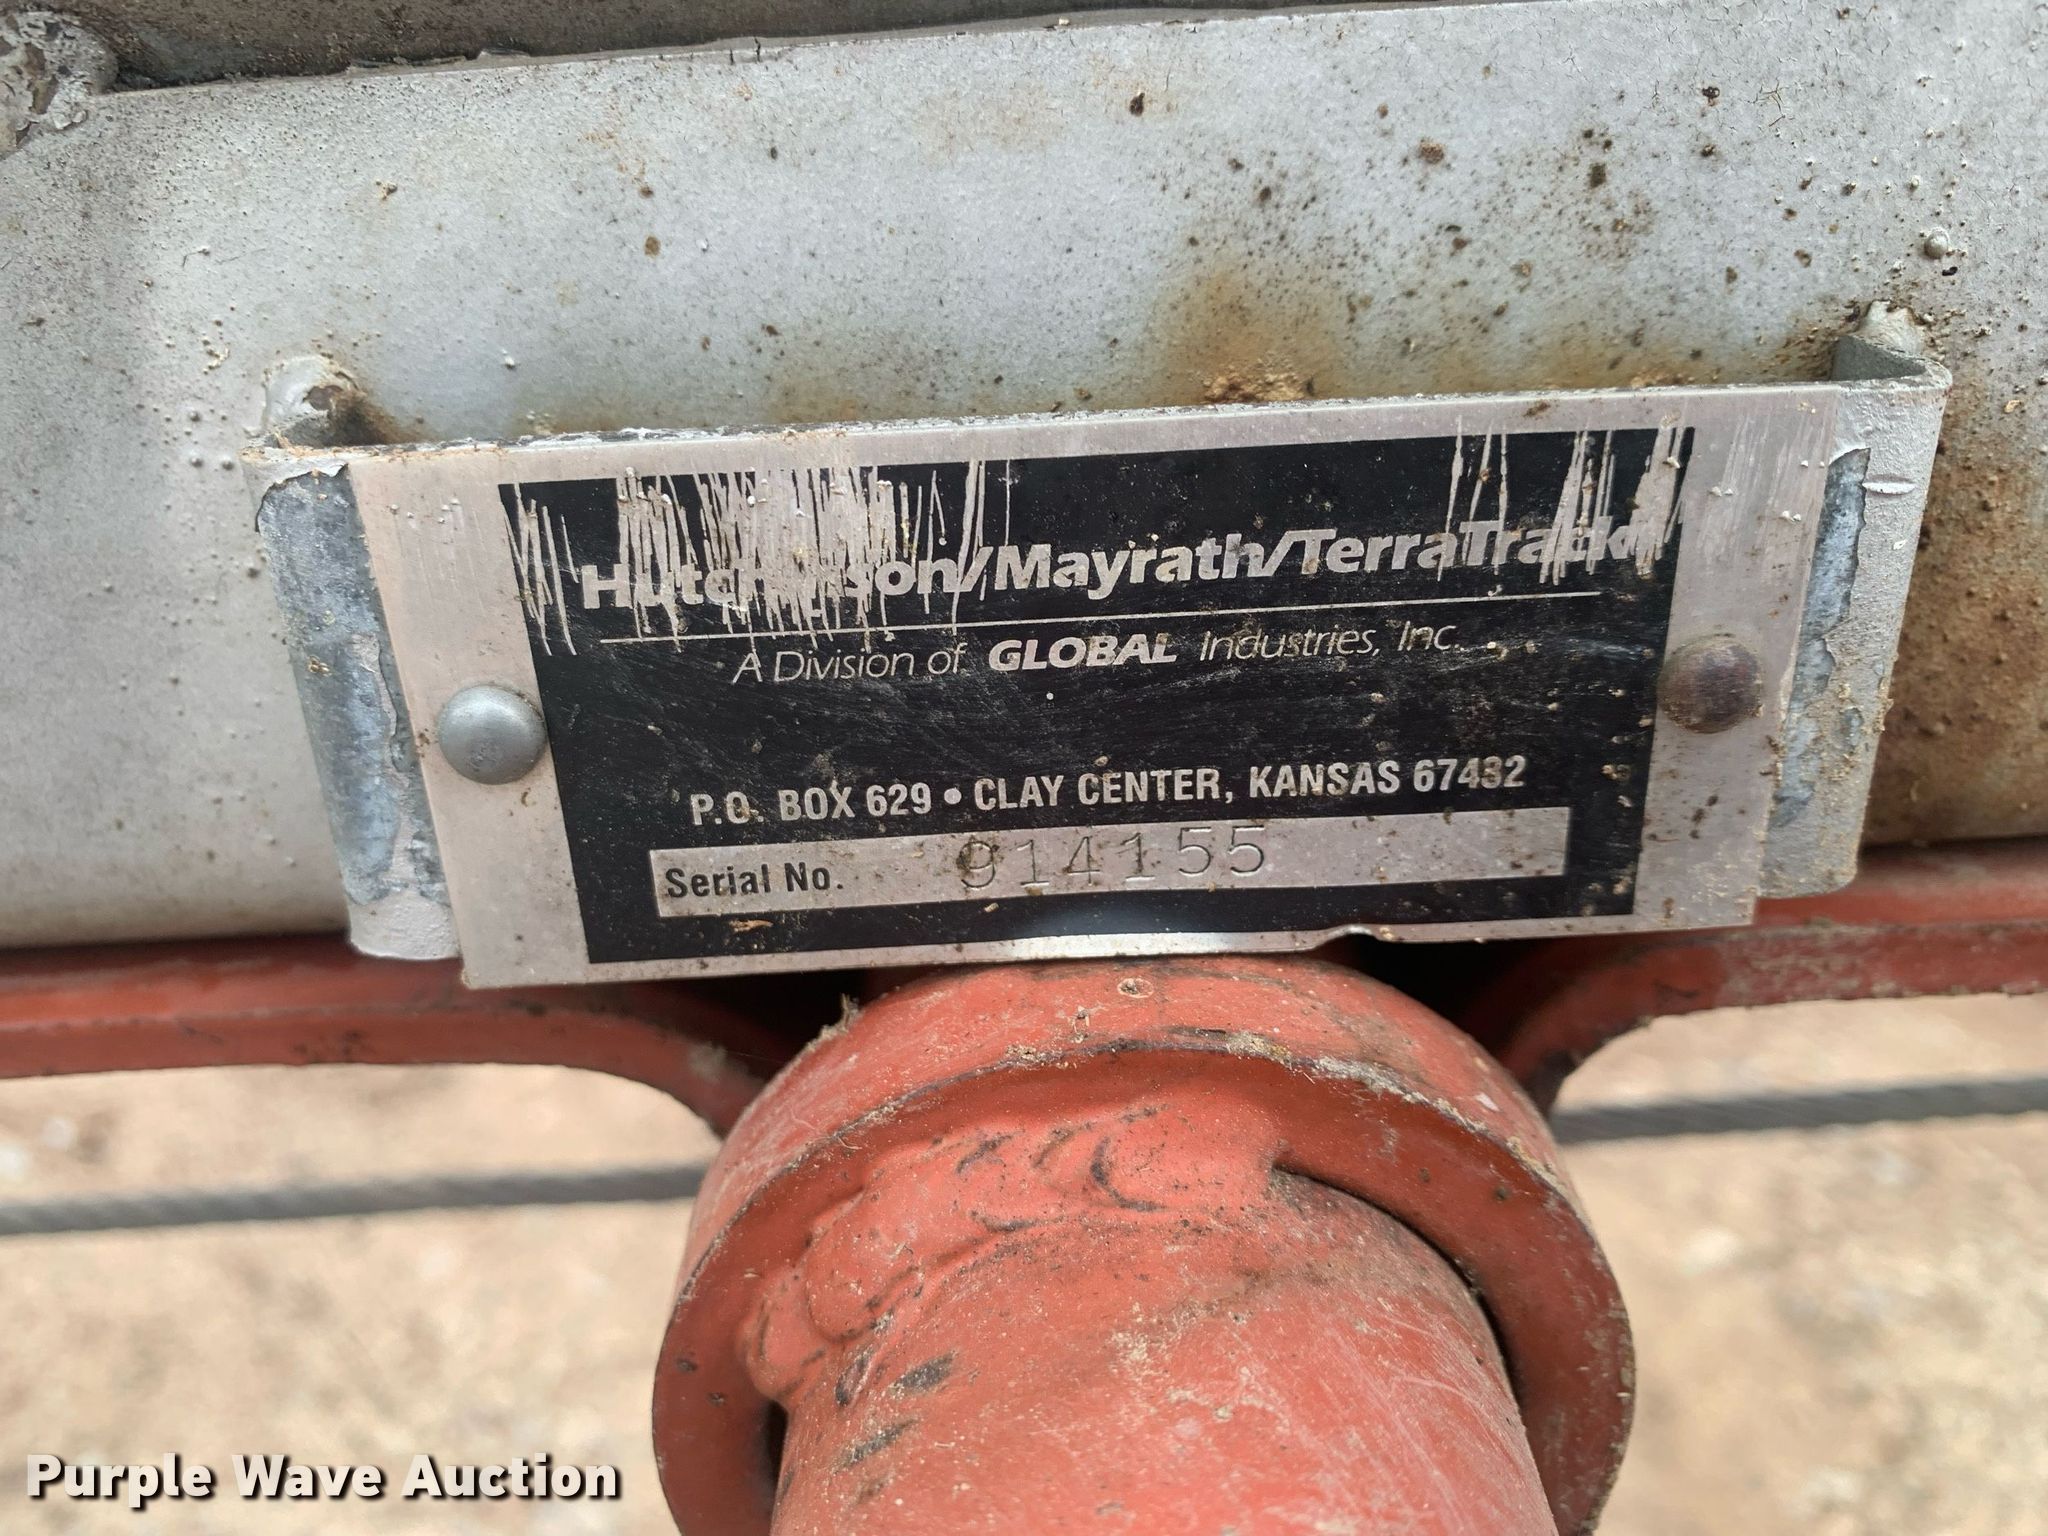 Hutchinson/Mayrath/TerraTrack
A Division of GLOBAL Industries, Inc.
P.O. BOX 629 • CLAY CENTER, KANSAS 67432
Serial No. 914155
Purple Wave Auction